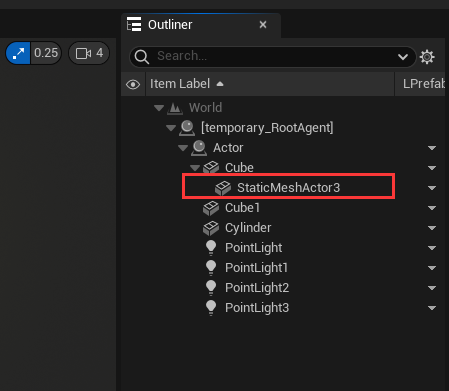 Outliner ×
0.25 4 Search...
Item Label LPrefab
World
[temporary_RootAgent]
Actor
Cube
StaticMeshActor3
Cube1
Cylinder
PointLight
PointLight1
PointLight2
PointLight3